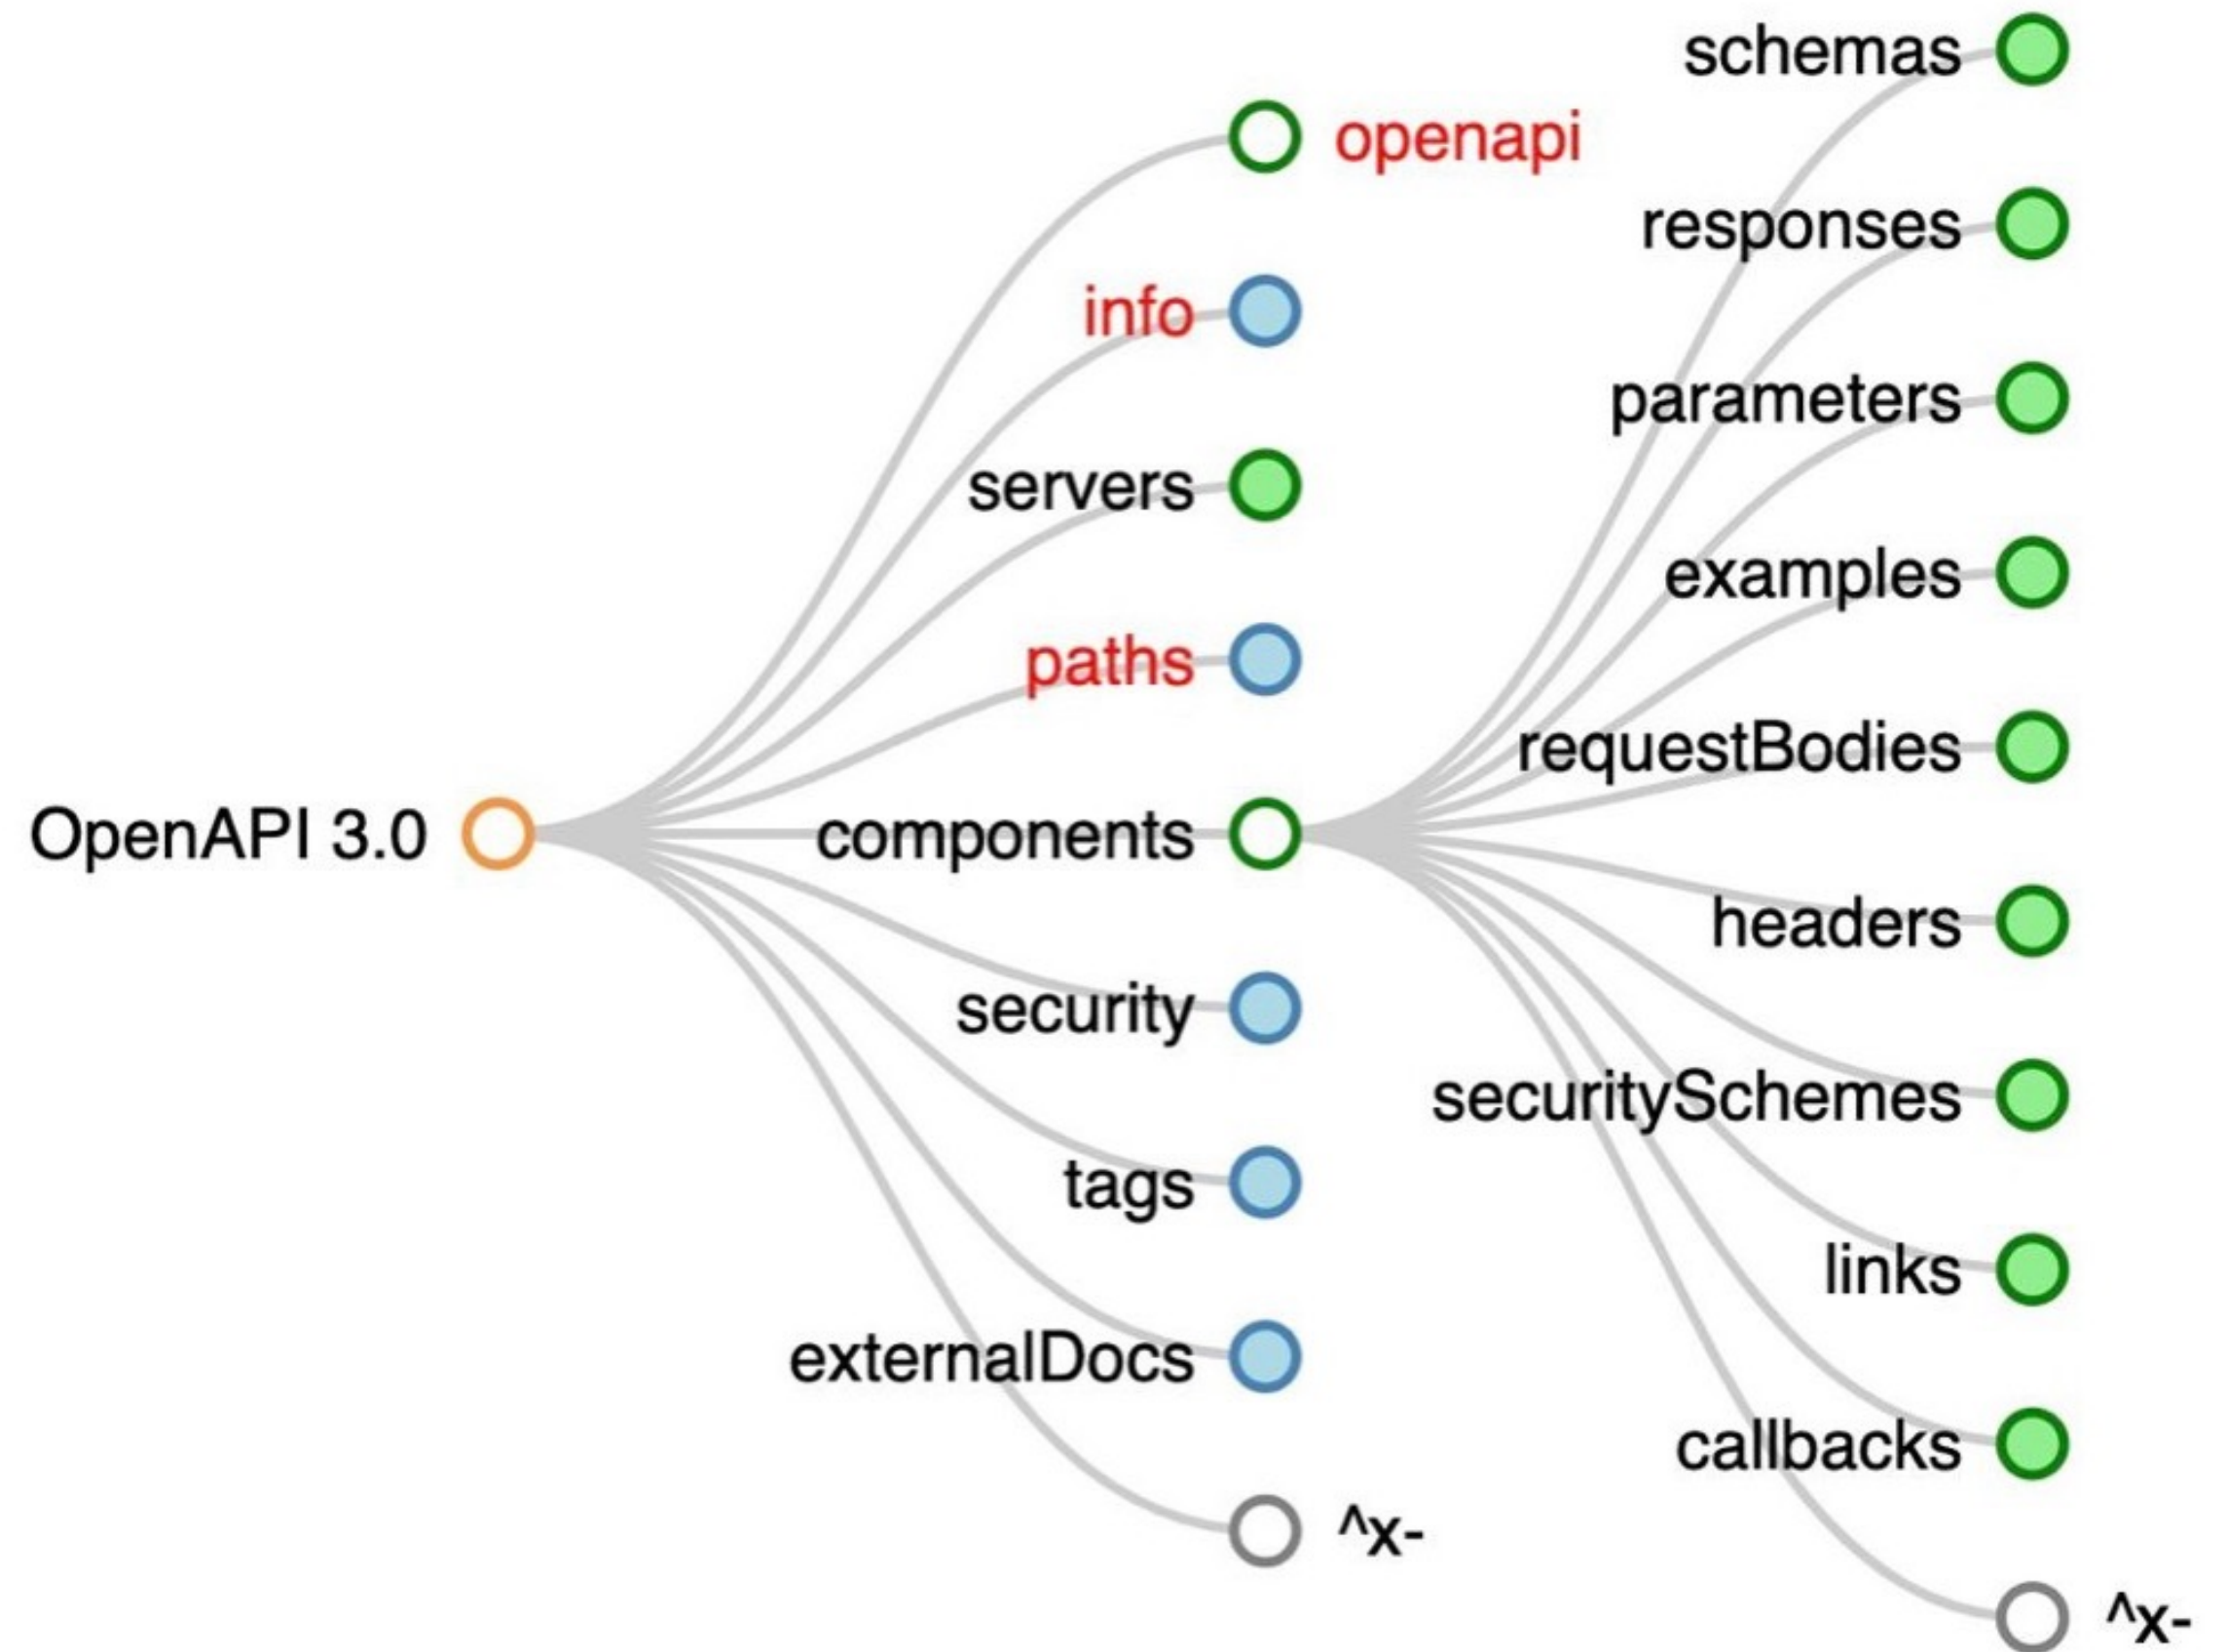 OpenAPI 3.0
openapi
info
servers
paths
components
security
tags
externalDocs
^x-
schemas
responses
parameters
examples
requestBodies
headers
securitySchemes
links
callbacks
^x-